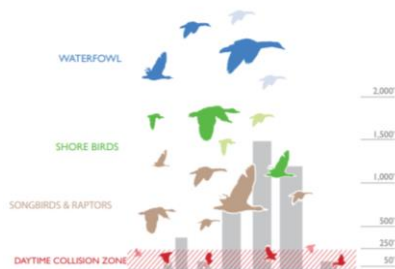 WATERFOWL
2,000'
1,500'
SHORE BIRDS
1,000'
SONGBIRDS & RAPTORS
500'
250'
DAYTIME COLLISION ZONE
50'